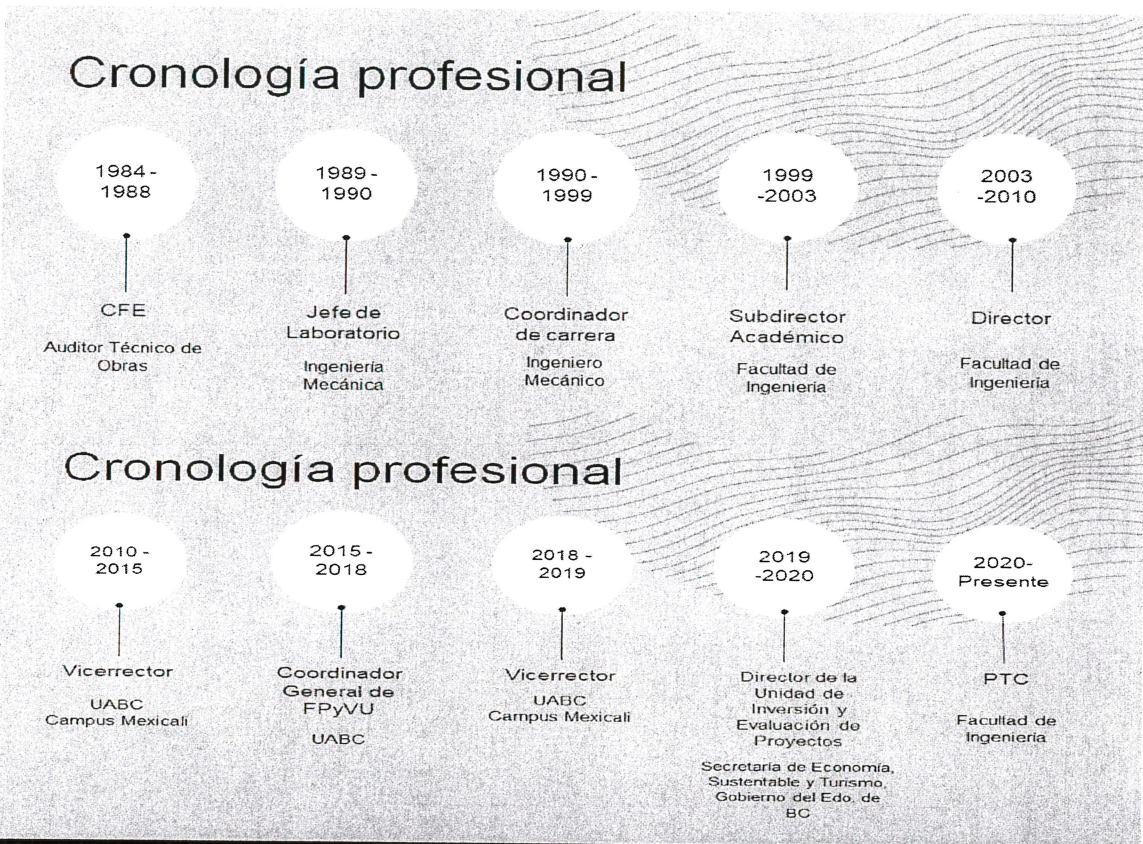 Cronología profesional
1984 -
1988
1989 -
1990
1990 -
1999
1999
-2003
2003
-2010
CFE
Auditor Técnico de
Obras
Jefe de
Laboratorio
Ingeniería
Mecánica
Coordinador
de carrera
Ingeniero
Mecánico
Subdirector
Académico
Facultad de
Ingeniería
Director
Facultad de
Ingeniería
Cronología profesional
2010 -
2015
2015 -
2018
2018 -
2019
2019
-2020
2020-
Presente
Vicerrector
UABC
Campus Mexicali
Coordinador
General de
FPyVU
UABC
Vicerrector
UABC
Campus Mexicali
Director de la
Unidad de
Inversión y
Evaluación de
Proyectos
Secretaría de Economía,
Sustentable y Turismo,
Gobierno del Edo. de
BC
PTC
Facultad de
Ingeniería